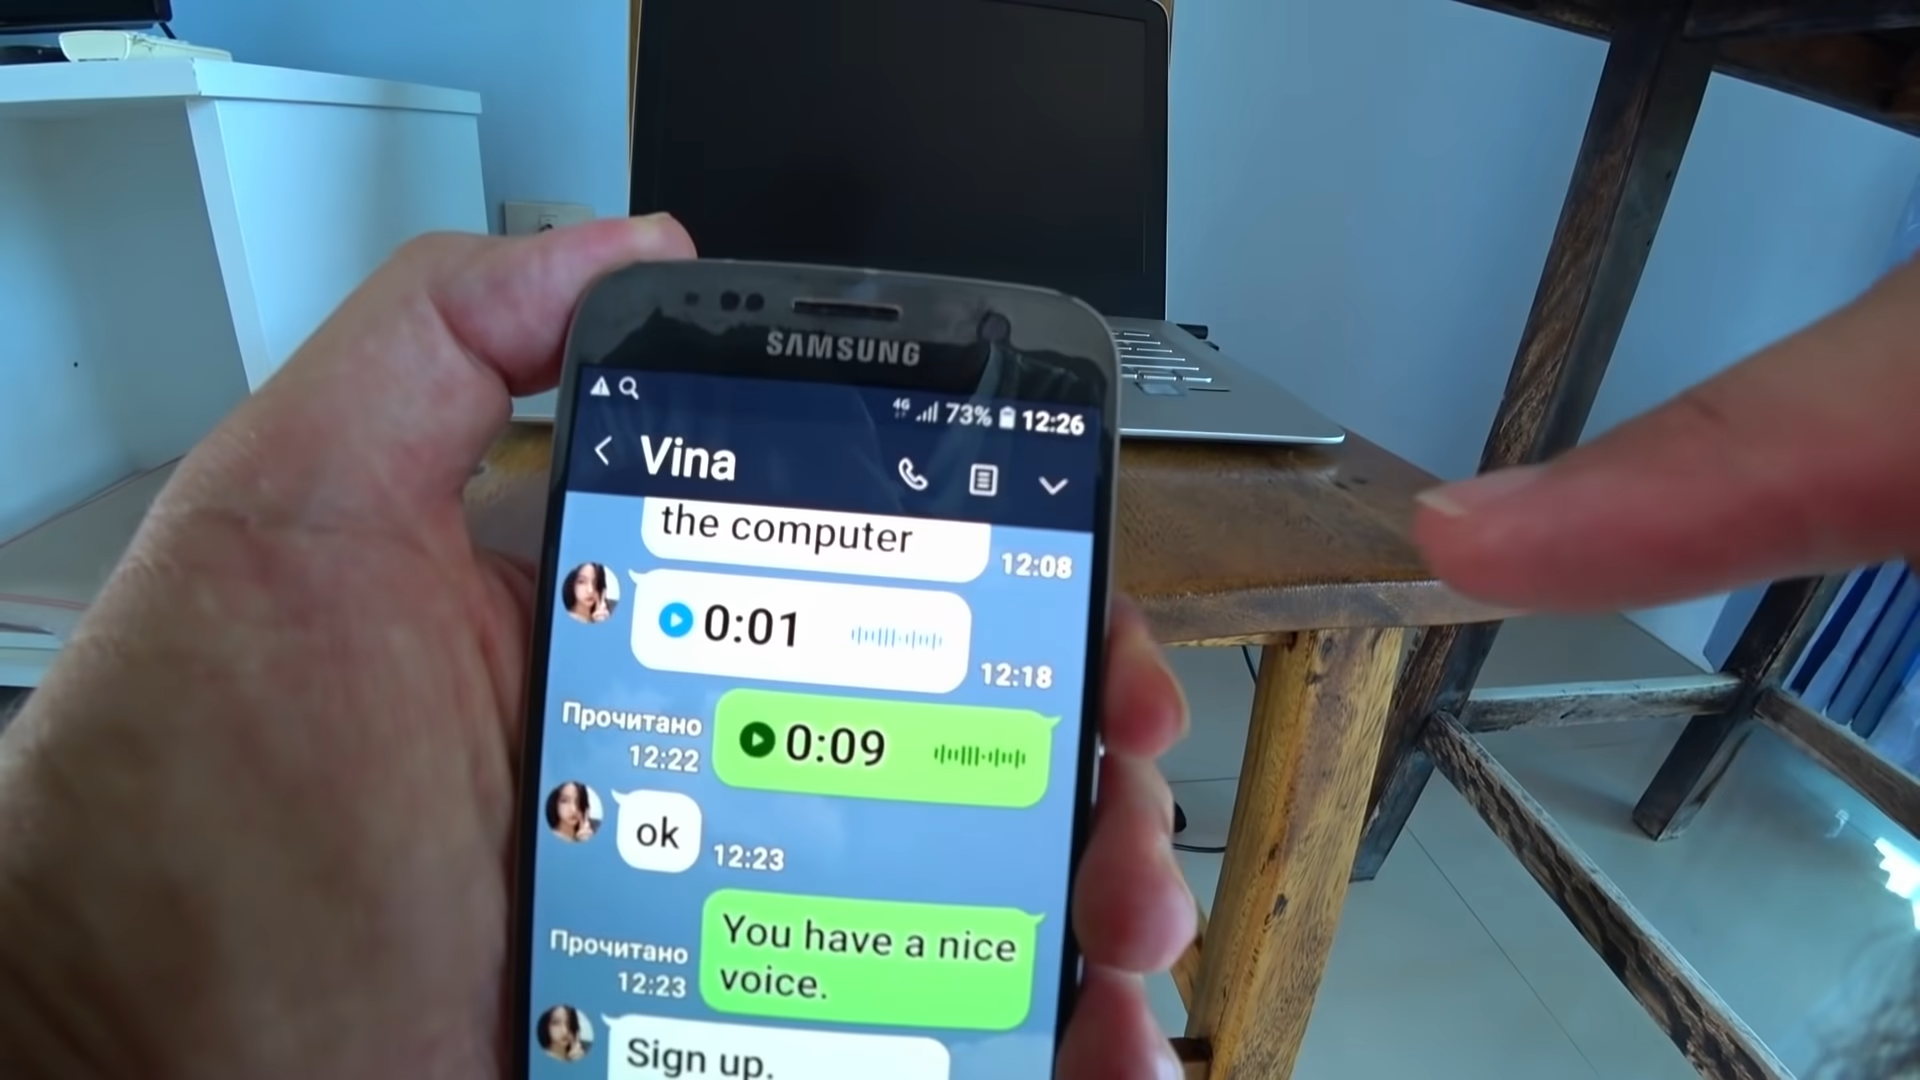 SAMSUNG
4G 73% 12:26
Vina
the computer
12:08
0:01
12:18
Прочитано
12:22
0:09
ok
12:23
You have a nice
voice.
Прочитано
12:23
Sign up.